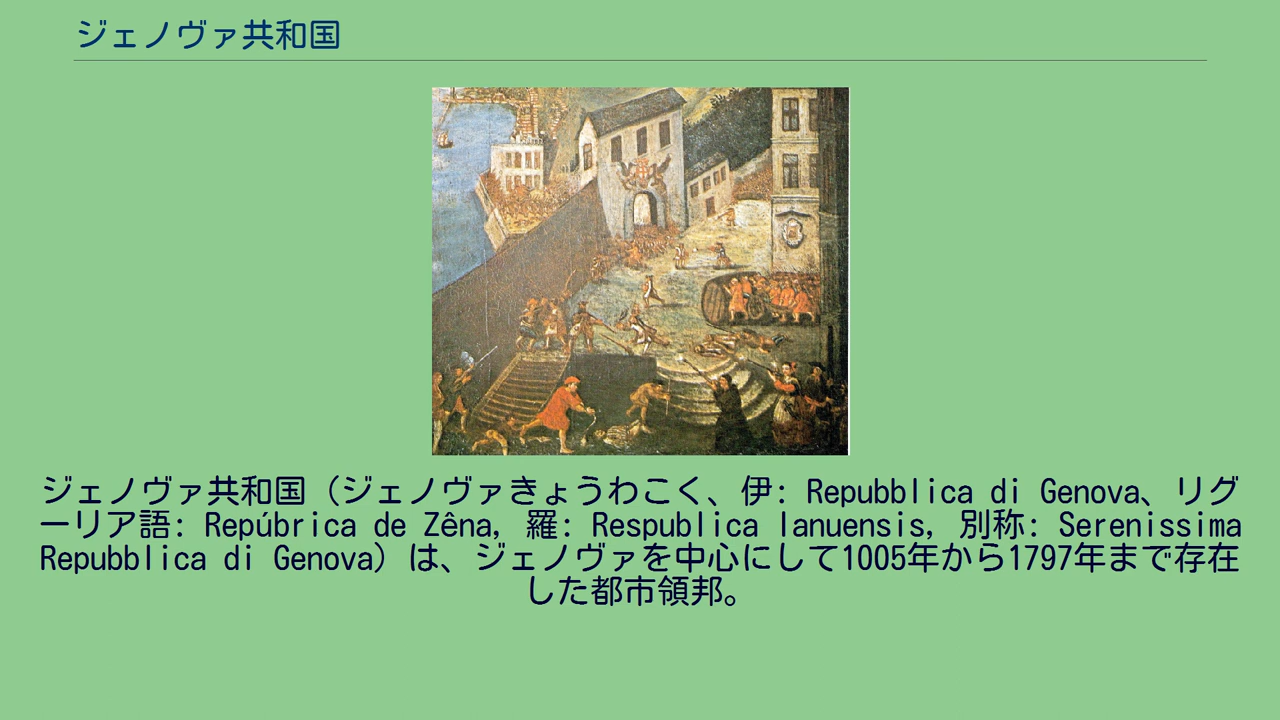 ジェノヴァ共和国
ジェノヴァ共和国（ジェノヴァきょうわこく、伊: Repubblica di Genova、リグ
ーリア語: Repúbrica de Zêna, 羅: Respublica Ianuensis, 別称: Serenissima
Repubblica di Genova）は、ジェノヴァを中心にして1005年から1797年まで存在
した都市領邦。